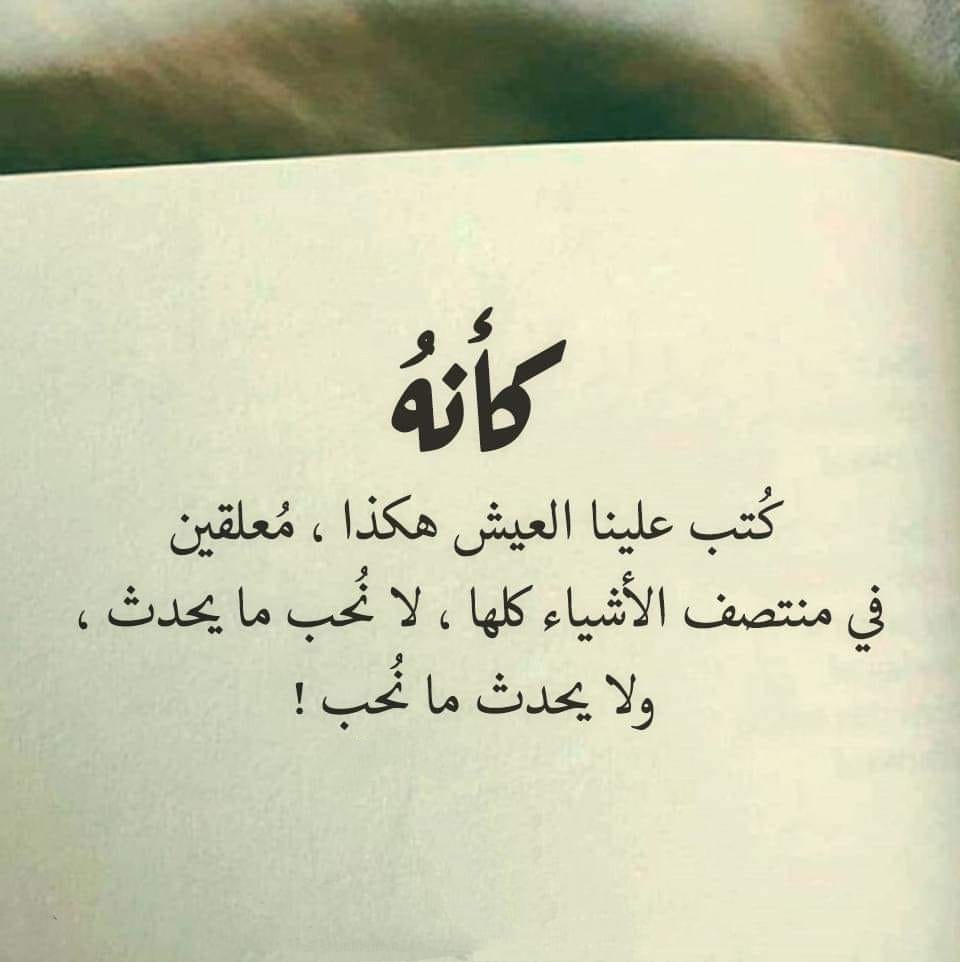 كأنهُ
كُتب علينا العيش هكذا ، مُعلقين
في منتصف الأشياء كلها ، لا نُحب ما يحدث ،
ولا يحدث ما نُحب !